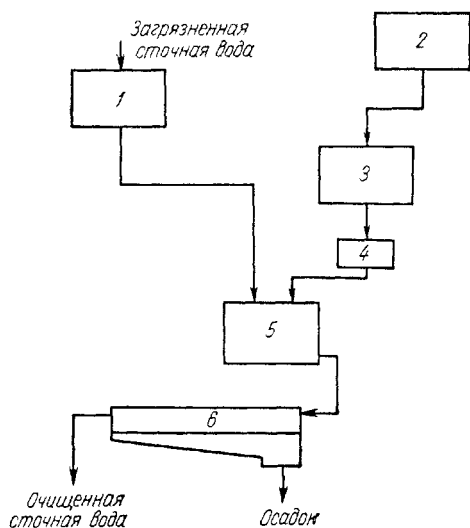 Загрязненная
сточная вода
1
2
3
4
5
6
Очищенная
сточная вода
Осадок